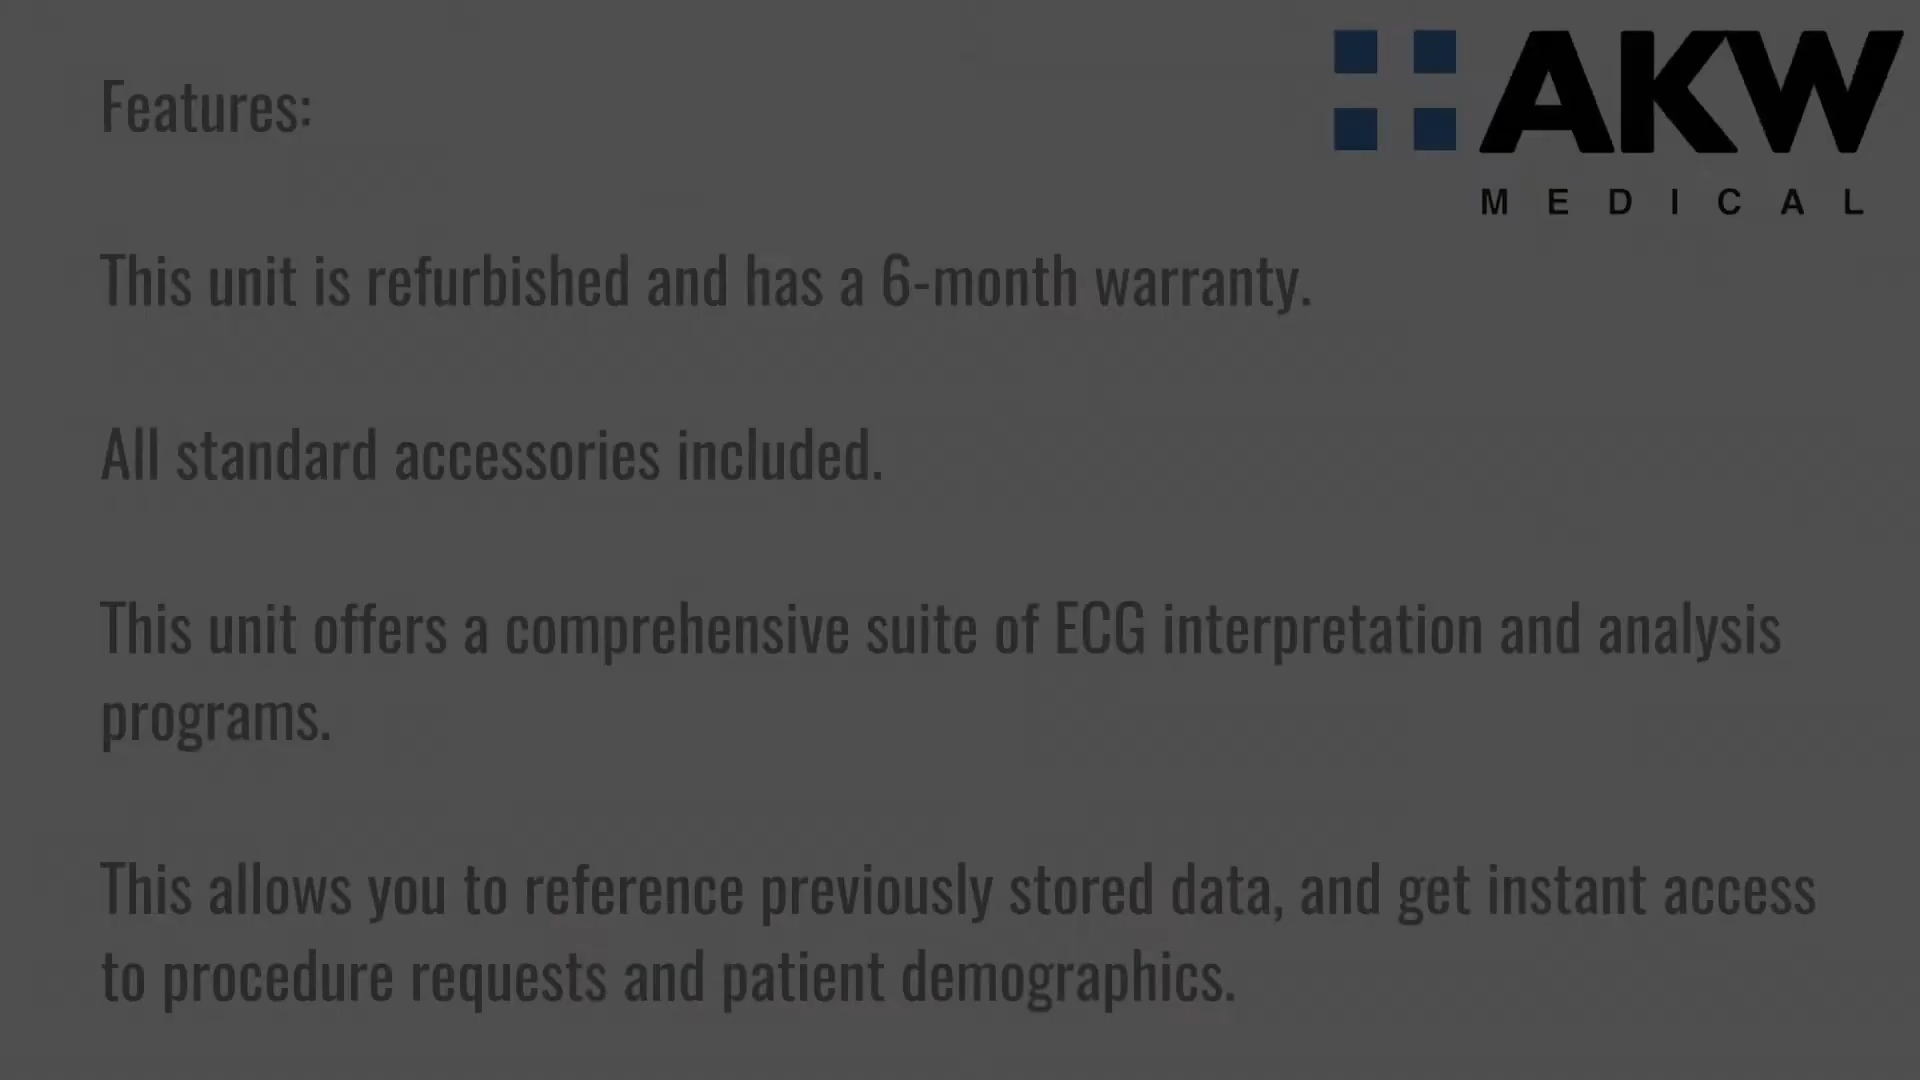 AKW
MEDICAL
Features:
This unit is refurbished and has a 6-month warranty.
All standard accessories included.
This unit offers a comprehensive suite of ECG interpretation and analysis
programs.
This allows you to reference previously stored data, and get instant access
to procedure requests and patient demographics.